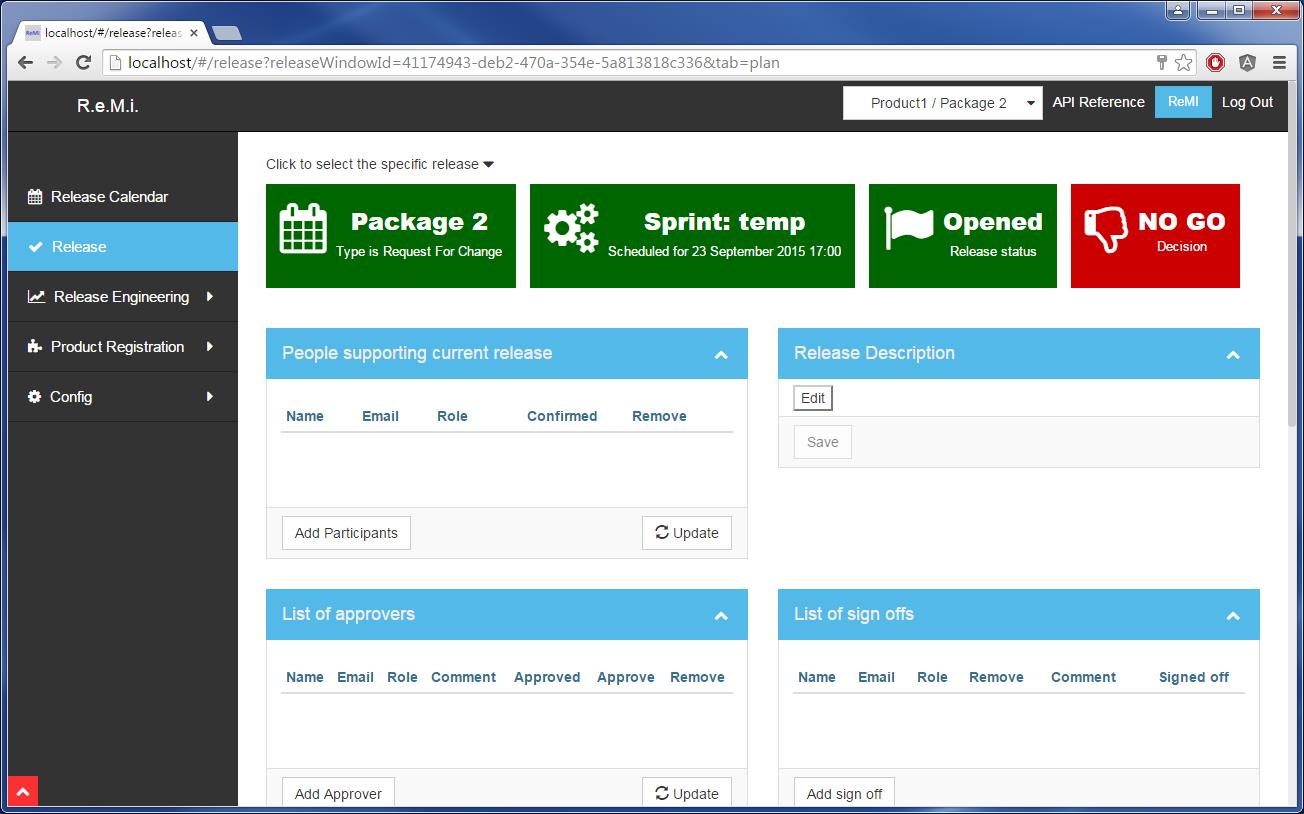 ReMi localhost/#/release?releas
localhost/#/release?releaseWindowId=41174943-deb2-470a-354e-5a813818c336&tab=plan
R.e.M.i.
Product1 / Package 2
API Reference
ReMI
Log Out
Release Calendar
Release
Release Engineering
Product Registration
Config
Click to select the specific release
Package 2
Type is Request For Change
Sprint: temp
Scheduled for 23 September 2015 17:00
Opened
Release status
NO GO
Decision
People supporting current release
Name Email Role Confirmed Remove
Add Participants Update
Release Description
Edit
Save
List of approvers
Name Email Role Comment Approved Approve Remove
Add Approver Update
List of sign offs
Name Email Role Remove Comment Signed off
Add sign off